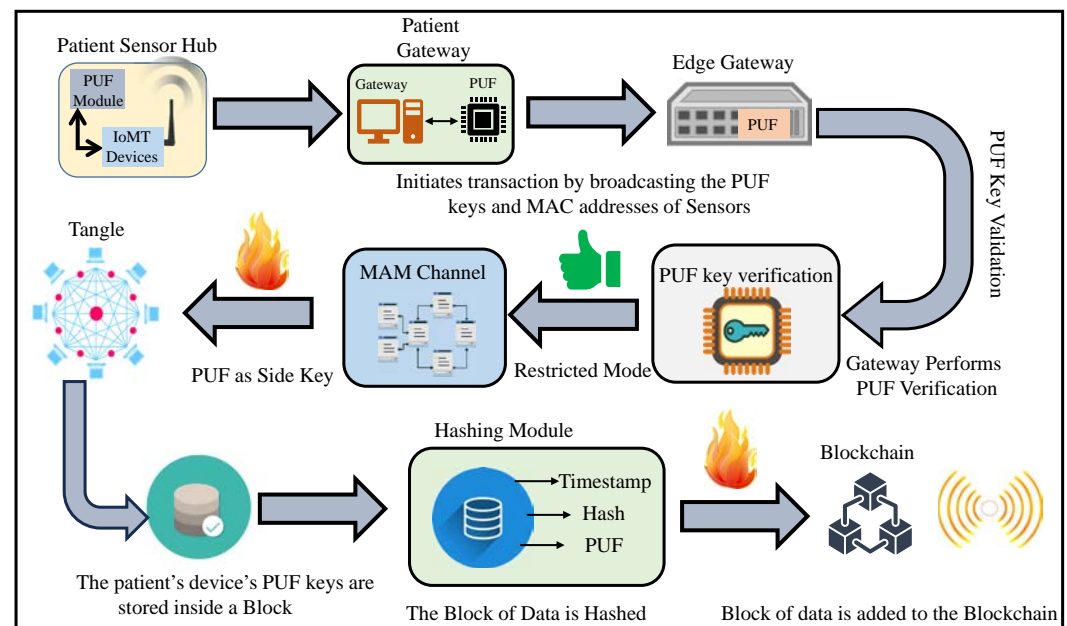 Patient Sensor Hub
PUF
Module
IoMT
Devices
Patient
Gateway
Gateway
PUF
Edge Gateway
PUF
Initiates transaction by broadcasting the PUF
keys and MAC addresses of Sensors
PUF Key Validation
Tangle
PUF as Side Key
MAM Channel
Restricted Mode
PUF key verification
Gateway Performs
PUF Verification
The patient's device's PUF keys are
stored inside a Block
Hashing Module
Timestamp
Hash
PUF
The Block of Data is Hashed
Blockchain
Block of data is added to the Blockchain